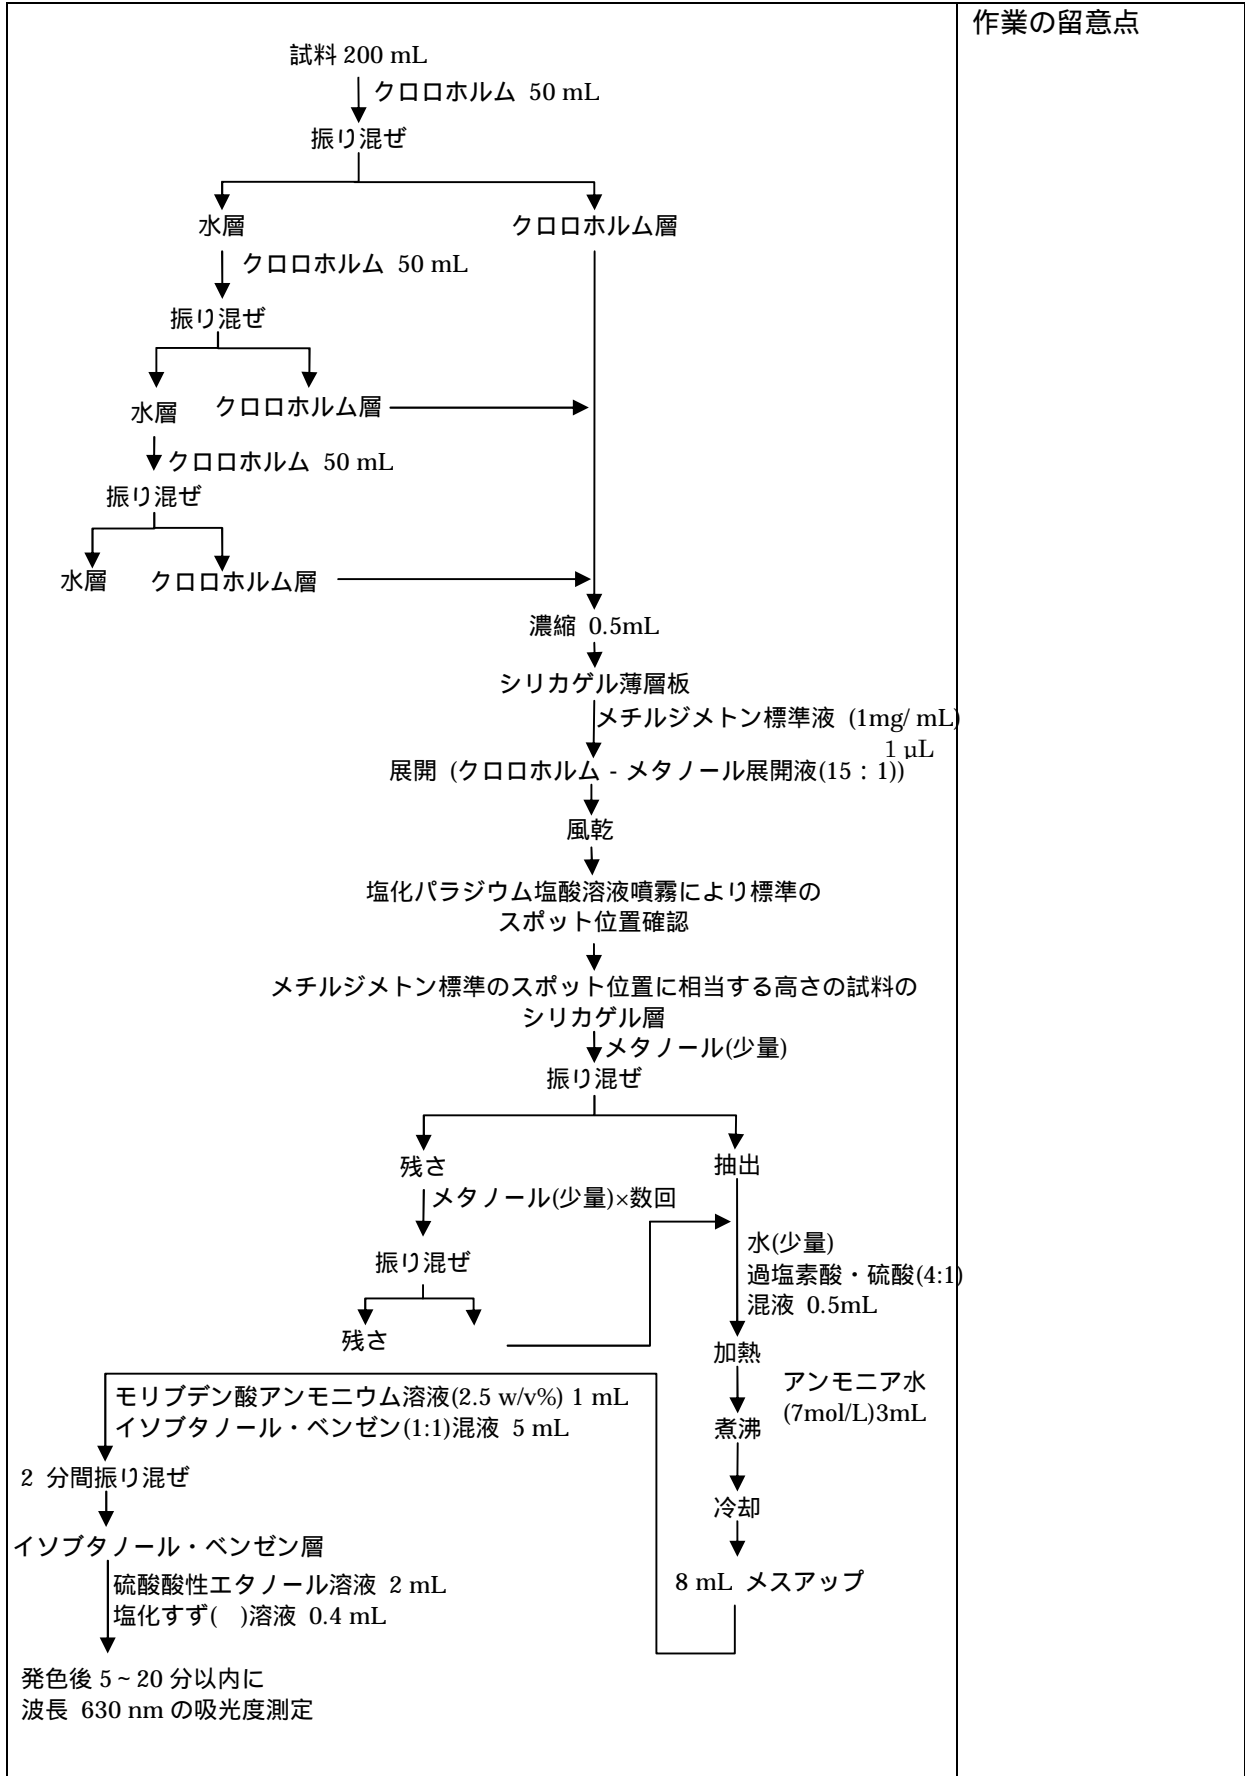 作業の留意点
試料 200 mL
クロロホルム 50 mL
振り混ぜ
水層
クロロホルム層
クロロホルム 50 mL
振り混ぜ
水層
クロロホルム層
クロロホルム 50 mL
振り混ぜ
水層
クロロホルム層
濃縮 0.5mL
シリカゲル薄層板
メチルジメトン標準液 (1mg/ mL)
1 µL
展開 (クロロホルム - メタノール展開液(15：1))
風乾
塩化パラジウム塩酸溶液噴霧により標準の
スポット位置確認
メチルジメトン標準のスポット位置に相当する高さの試料の
シリカゲル層
メタノール(少量)
振り混ぜ
残さ
抽出
メタノール(少量)×数回
振り混ぜ
残さ
水(少量)
過塩素酸・硫酸(4:1)
混液 0.5mL
加熱
アンモニア水
(7mol/L)3mL
煮沸
冷却
8 mL メスアップ
モリブデン酸アンモニウム溶液(2.5 w/v%) 1 mL
イソブタノール・ベンゼン(1:1)混液 5 mL
2 分間振り混ぜ
イソブタノール・ベンゼン層
硫酸酸性エタノール溶液 2 mL
塩化すず(　)溶液 0.4 mL
発色後 5 ~ 20 分以内に
波長 630 nm の吸光度測定